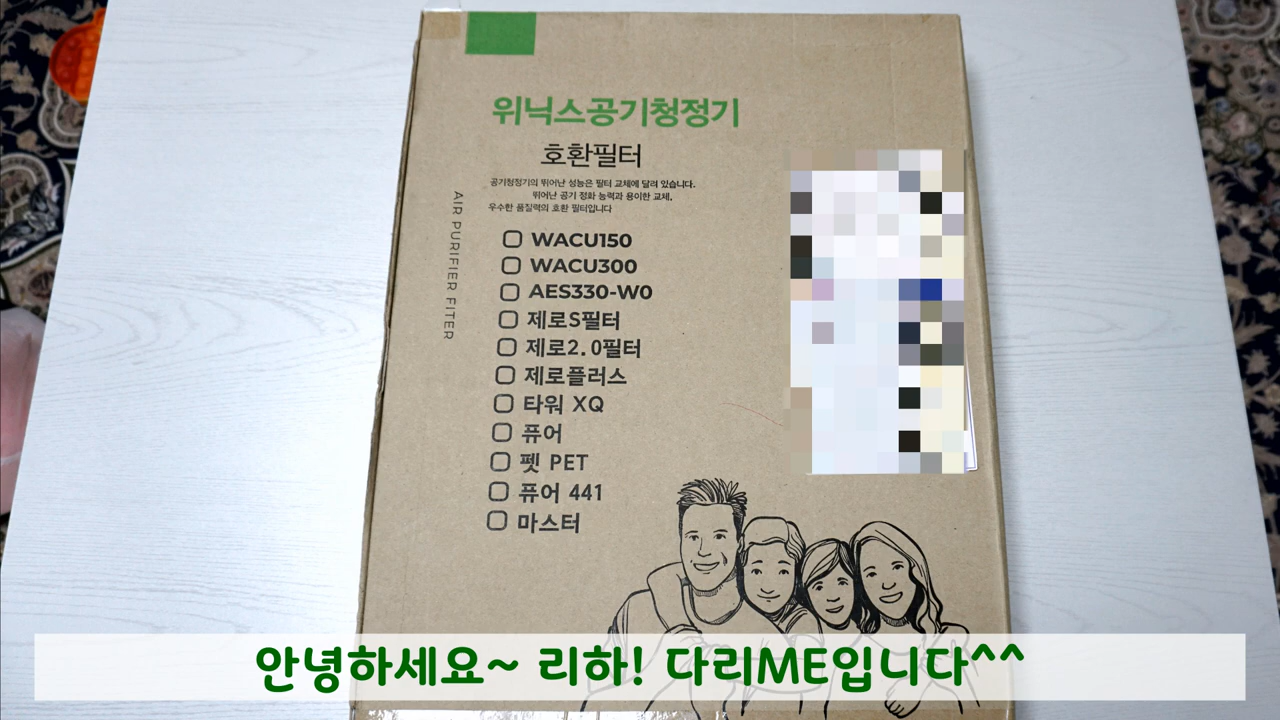 위닉스공기청정기
호환필터
공기청정기의 뛰어난 성능은 필터 교체에 달려 있습니다.
뛰어난 공기 정화 능력과 용이한 교체,
우수한 품질력의 호환 필터입니다
AIR PURIFIER FITER
WACU150
WACU300
AES330-W0
제로S필터
제로2.0필터
제로플러스
타워 XQ
퓨어
펫 PET
퓨어 441
마스터
안녕하세요~ 리하! 다리ME입니다^^